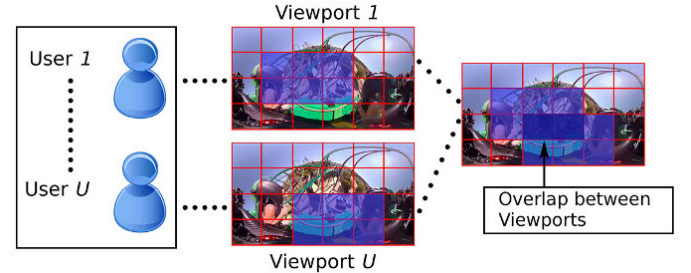 Viewport 1
User 1
User U
Overlap between
Viewports
Viewport U